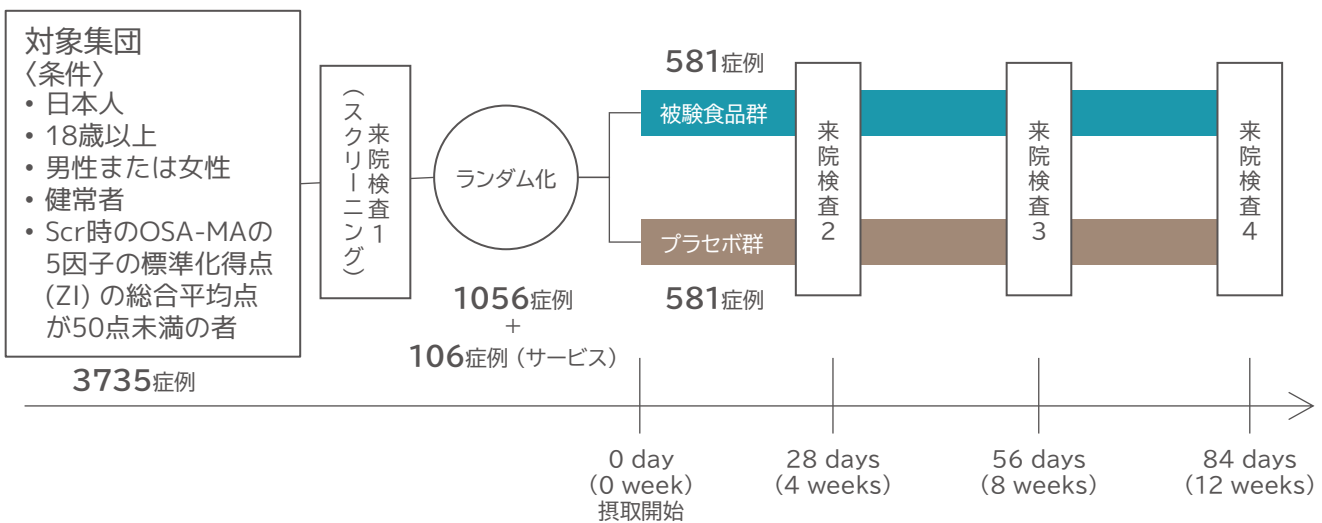 対象集団
〈条件〉
• 日本人
• 18歳以上
• 男性または女性
• 健常者
• Scr時のOSA-MAの
5因子の標準化得点
(ZI) の総合平均点
が50点未満の者
3735症例
来院検査1
(スクリーニング)
ランダム化
1056症例
+
106症例 (サービス)
581症例
被験食品群
プラセボ群
581症例
来院検査2
来院検査3
来院検査4
0 day
(0 week)
摂取開始
28 days
(4 weeks)
56 days
(8 weeks)
84 days
(12 weeks)